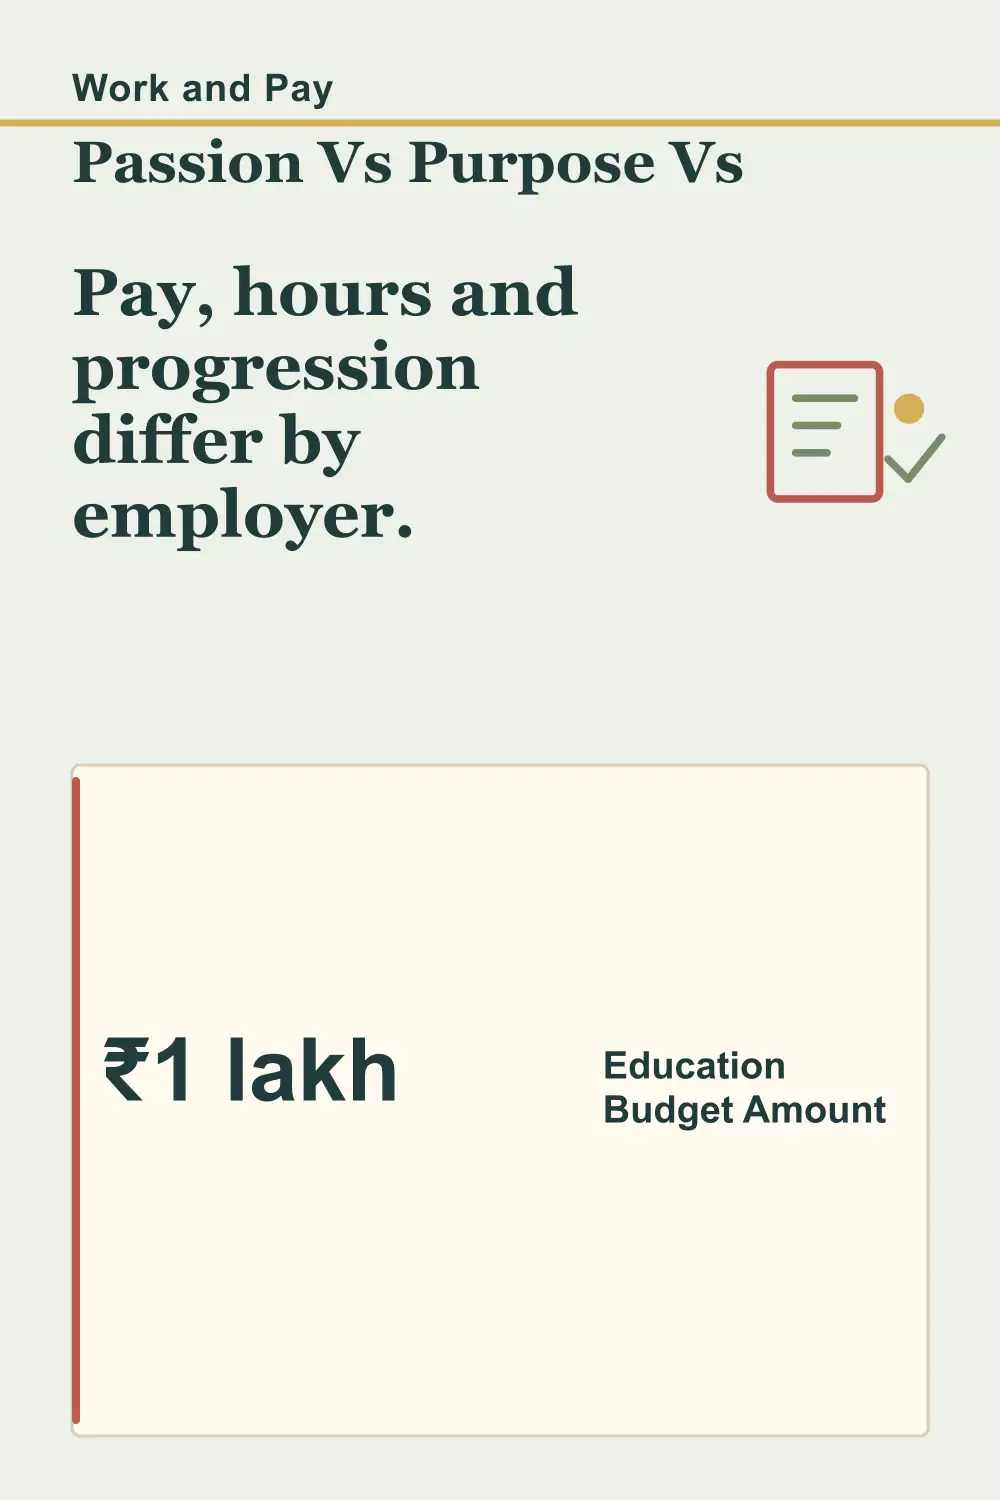 Work and Pay
Passion Vs Purpose Vs
Pay, hours and
progression
differ by
employer.
₹1 lakh
Education
Budget Amount